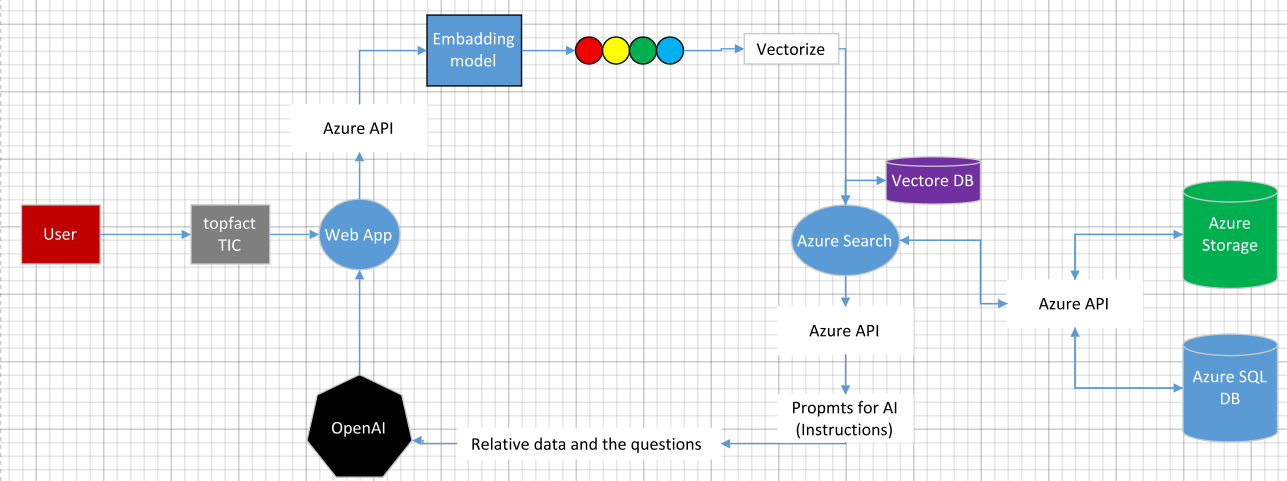 Embadding
model
Vectorize
Azure API
Vectore DB
User
topfact
TIC
Web App
Azure Search
Azure
Storage
Azure API
Azure API
Azure SQL
DB
Propmts for AI
(Instructions)
OpenAI
Relative data and the questions